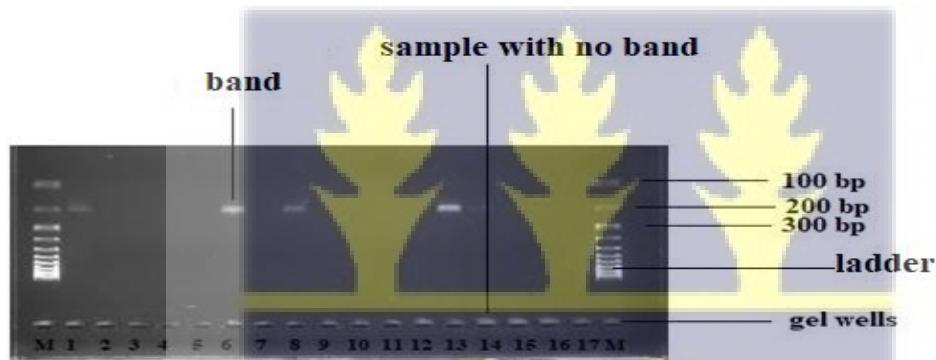 sample with no band
band
100 bp
200 bp
300 bp
ladder
gel wells
M 1 2 3 4 5 6 7 8 9 10 11 12 13 14 15 16 17 M